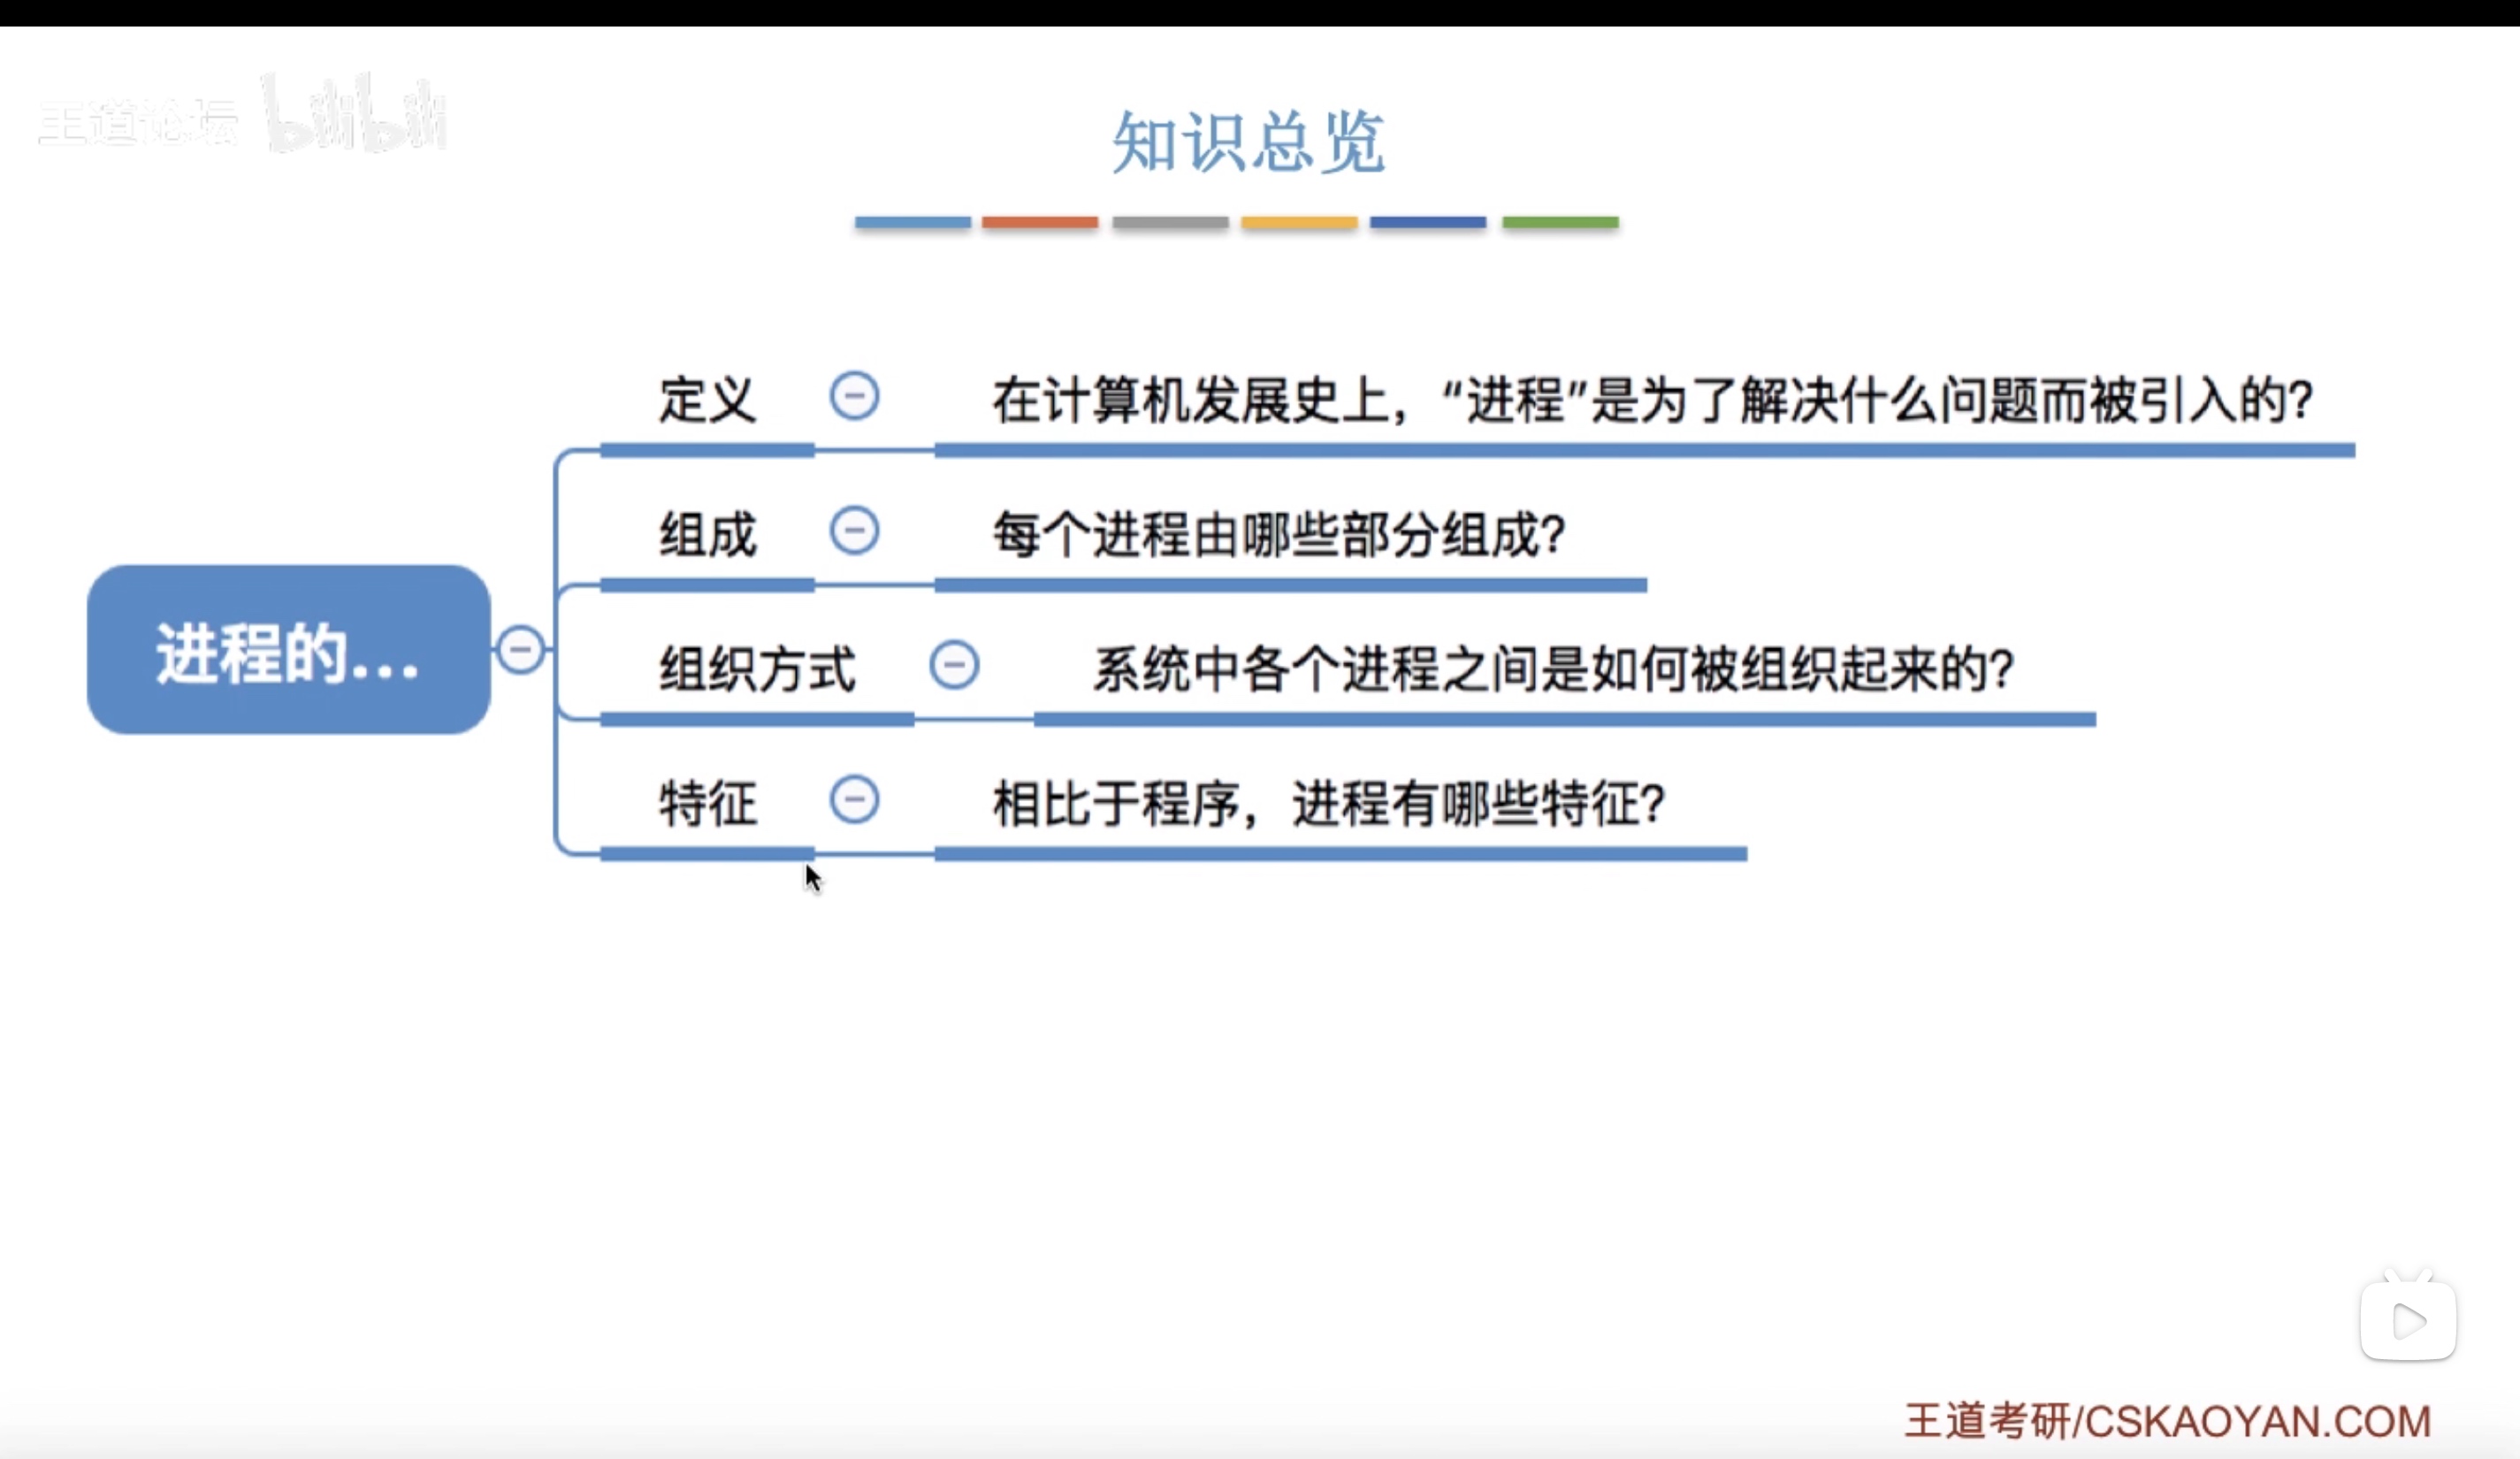 王道论坛 bilibili
知识总览
定义 在计算机发展史上，“进程”是为了解决什么问题而被引入的?
组成 每个进程由哪些部分组成?
进程的...
组织方式 系统中各个进程之间是如何被组织起来的?
特征 相比于程序，进程有哪些特征?
王道考研/CSKAOYAN.COM